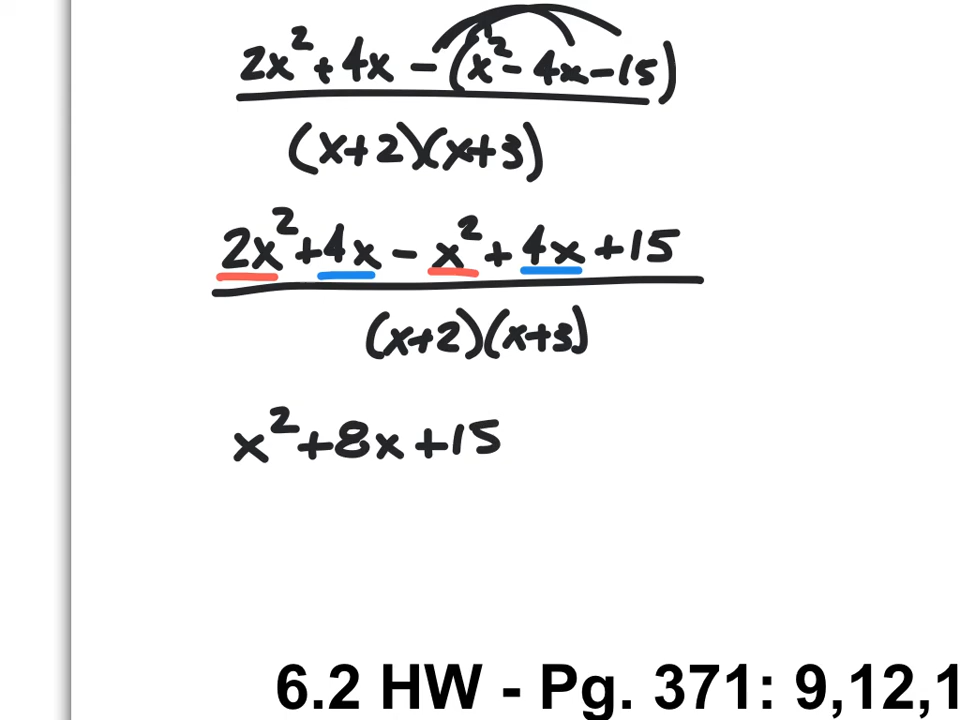 2x²+4x - (x²-4x-15)
(x+2)(x+3)
2x²+4x - x²+4x+15
(x+2)(x+3)
x²+8x+15
6.2 HW - Pg. 371: 9,12,1